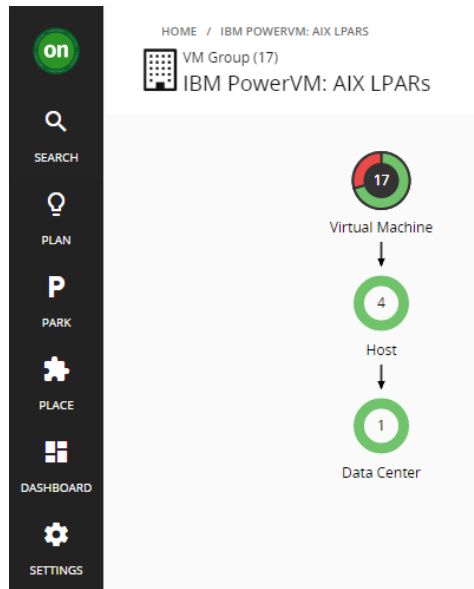 on
SEARCH
PLAN
P
PARK
PLACE
DASHBOARD
SETTINGS
HOME / IBM POWERVM: AIX LPARS
VM Group (17)
IBM PowerVM: AIX LPARs
17
Virtual Machine
4
Host
1
Data Center